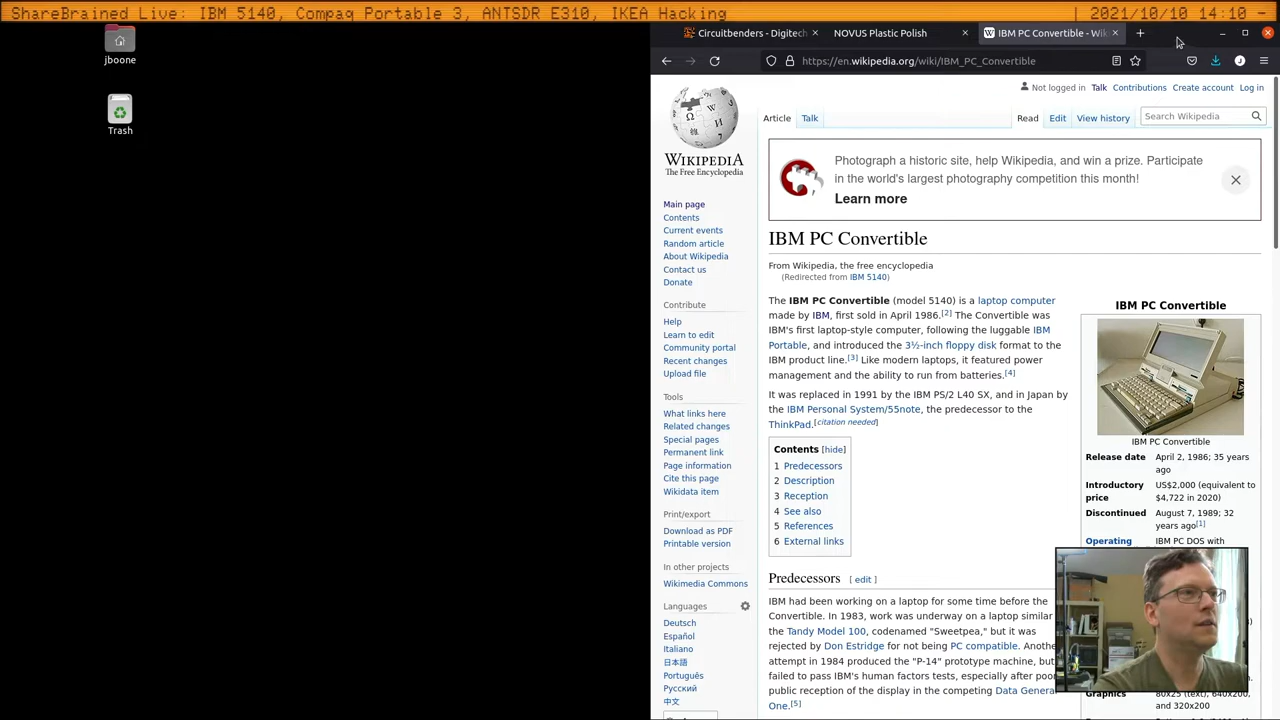 ShareBrained Live: IBM 5140, Compaq Portable 3, ANTSDR E310, IKEA Hacking | 2021/10/10 14:10 -
jboone
Trash
Circuitbenders - Digitech
NOVUS Plastic Polish
IBM PC Convertible - Wik
https://en.wikipedia.org/wiki/IBM_PC_Convertible
Not logged in Talk Contributions Create account Log in
Article Talk Read Edit View history Search Wikipedia
WIKIPEDIA
The Free Encyclopedia
Main page
Contents
Current events
Random article
About Wikipedia
Contact us
Donate
Contribute
Help
Learn to edit
Community portal
Recent changes
Upload file
Tools
What links here
Related changes
Special pages
Permanent link
Page information
Cite this page
Wikidata item
Print/export
Download as PDF
Printable version
In other projects
Wikimedia Commons
Languages
Deutsch
Español
Italiano
日本語
Português
Русский
中文
Photograph a historic site, help Wikipedia, and win a prize. Participate
in the world's largest photography competition this month!
Learn more
IBM PC Convertible
From Wikipedia, the free encyclopedia
(Redirected from IBM 5140)
The IBM PC Convertible (model 5140) is a laptop computer
made by IBM, first sold in April 1986.[2] The Convertible was
IBM's first laptop-style computer, following the luggable IBM
Portable, and introduced the 3½-inch floppy disk format to the
IBM product line.[3] Like modern laptops, it featured power
management and the ability to run from batteries.[4]
It was replaced in 1991 by the IBM PS/2 L40 SX, and in Japan by
the IBM Personal System/55note, the predecessor to the
ThinkPad.[citation needed]
Contents [hide]
1 Predecessors
2 Description
3 Reception
4 See also
5 References
6 External links
Predecessors [ edit ]
IBM had been working on a laptop for some time before the
Convertible. In 1983, work was underway on a laptop similar
the Tandy Model 100, codenamed "Sweetpea," but it was
rejected by Don Estridge for not being PC compatible. Anothe
attempt in 1984 produced the "P-14" prototype machine, but
failed to pass IBM's human factors tests, especially after poor
public reception of the display in the competing Data Genera
One.[5]
IBM PC Convertible
IBM PC Convertible
Release date April 2, 1986; 35 years
ago
Introductory US$2,000 (equivalent to
price $4,722 in 2020)
Discontinued August 7, 1989; 32
years ago[1]
Operating IBM PC DOS with
Graphics 80x25 (text), 640x200,
and 320x200